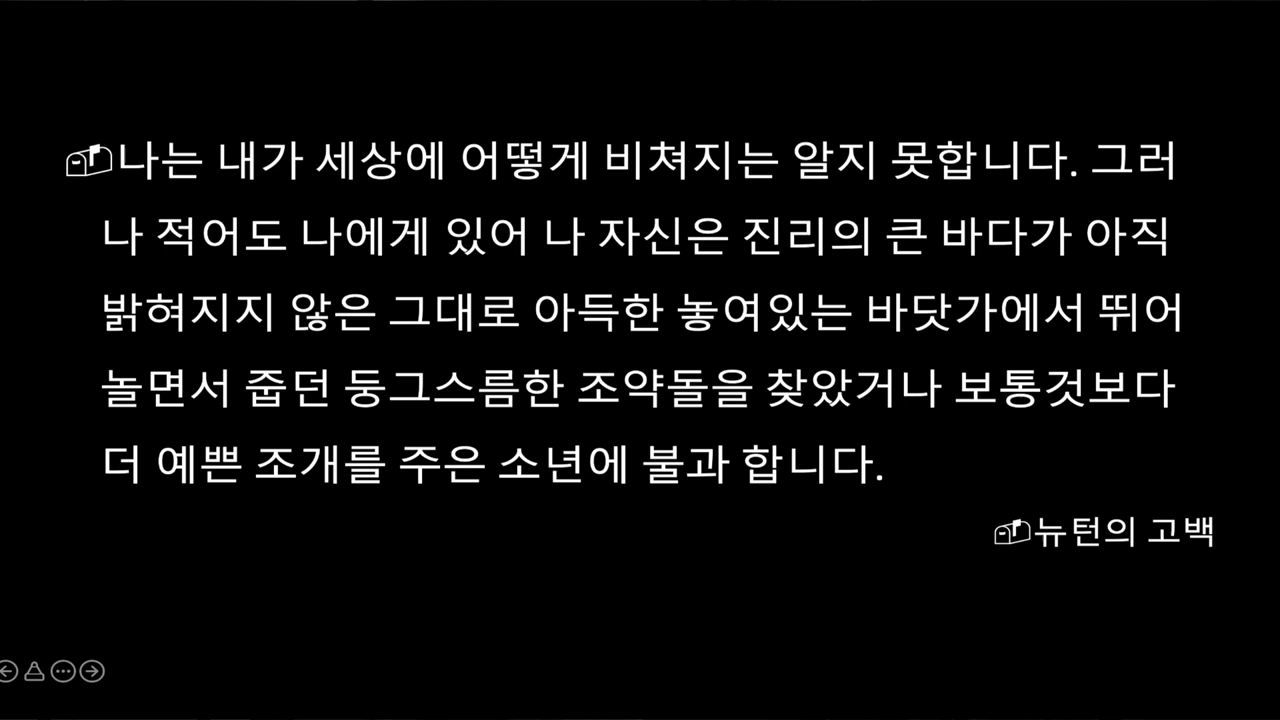 나는 내가 세상에 어떻게 비쳐지는 알지 못합니다. 그러
나 적어도 나에게 있어 나 자신은 진리의 큰 바다가 아직
밝혀지지 않은 그대로 아득한 놓여있는 바닷가에서 뛰어
놀면서 줍던 둥그스름한 조약돌을 찾았거나 보통것보다
더 예쁜 조개를 주은 소년에 불과 합니다.
뉴턴의 고백